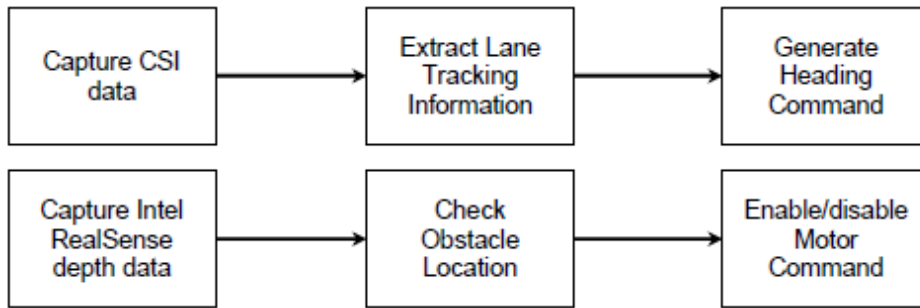 Capture CSI
data
Extract Lane
Tracking
Information
Generate
Heading
Command
Capture Intel
RealSense
depth data
Check
Obstacle
Location
Enable/disable
Motor
Command